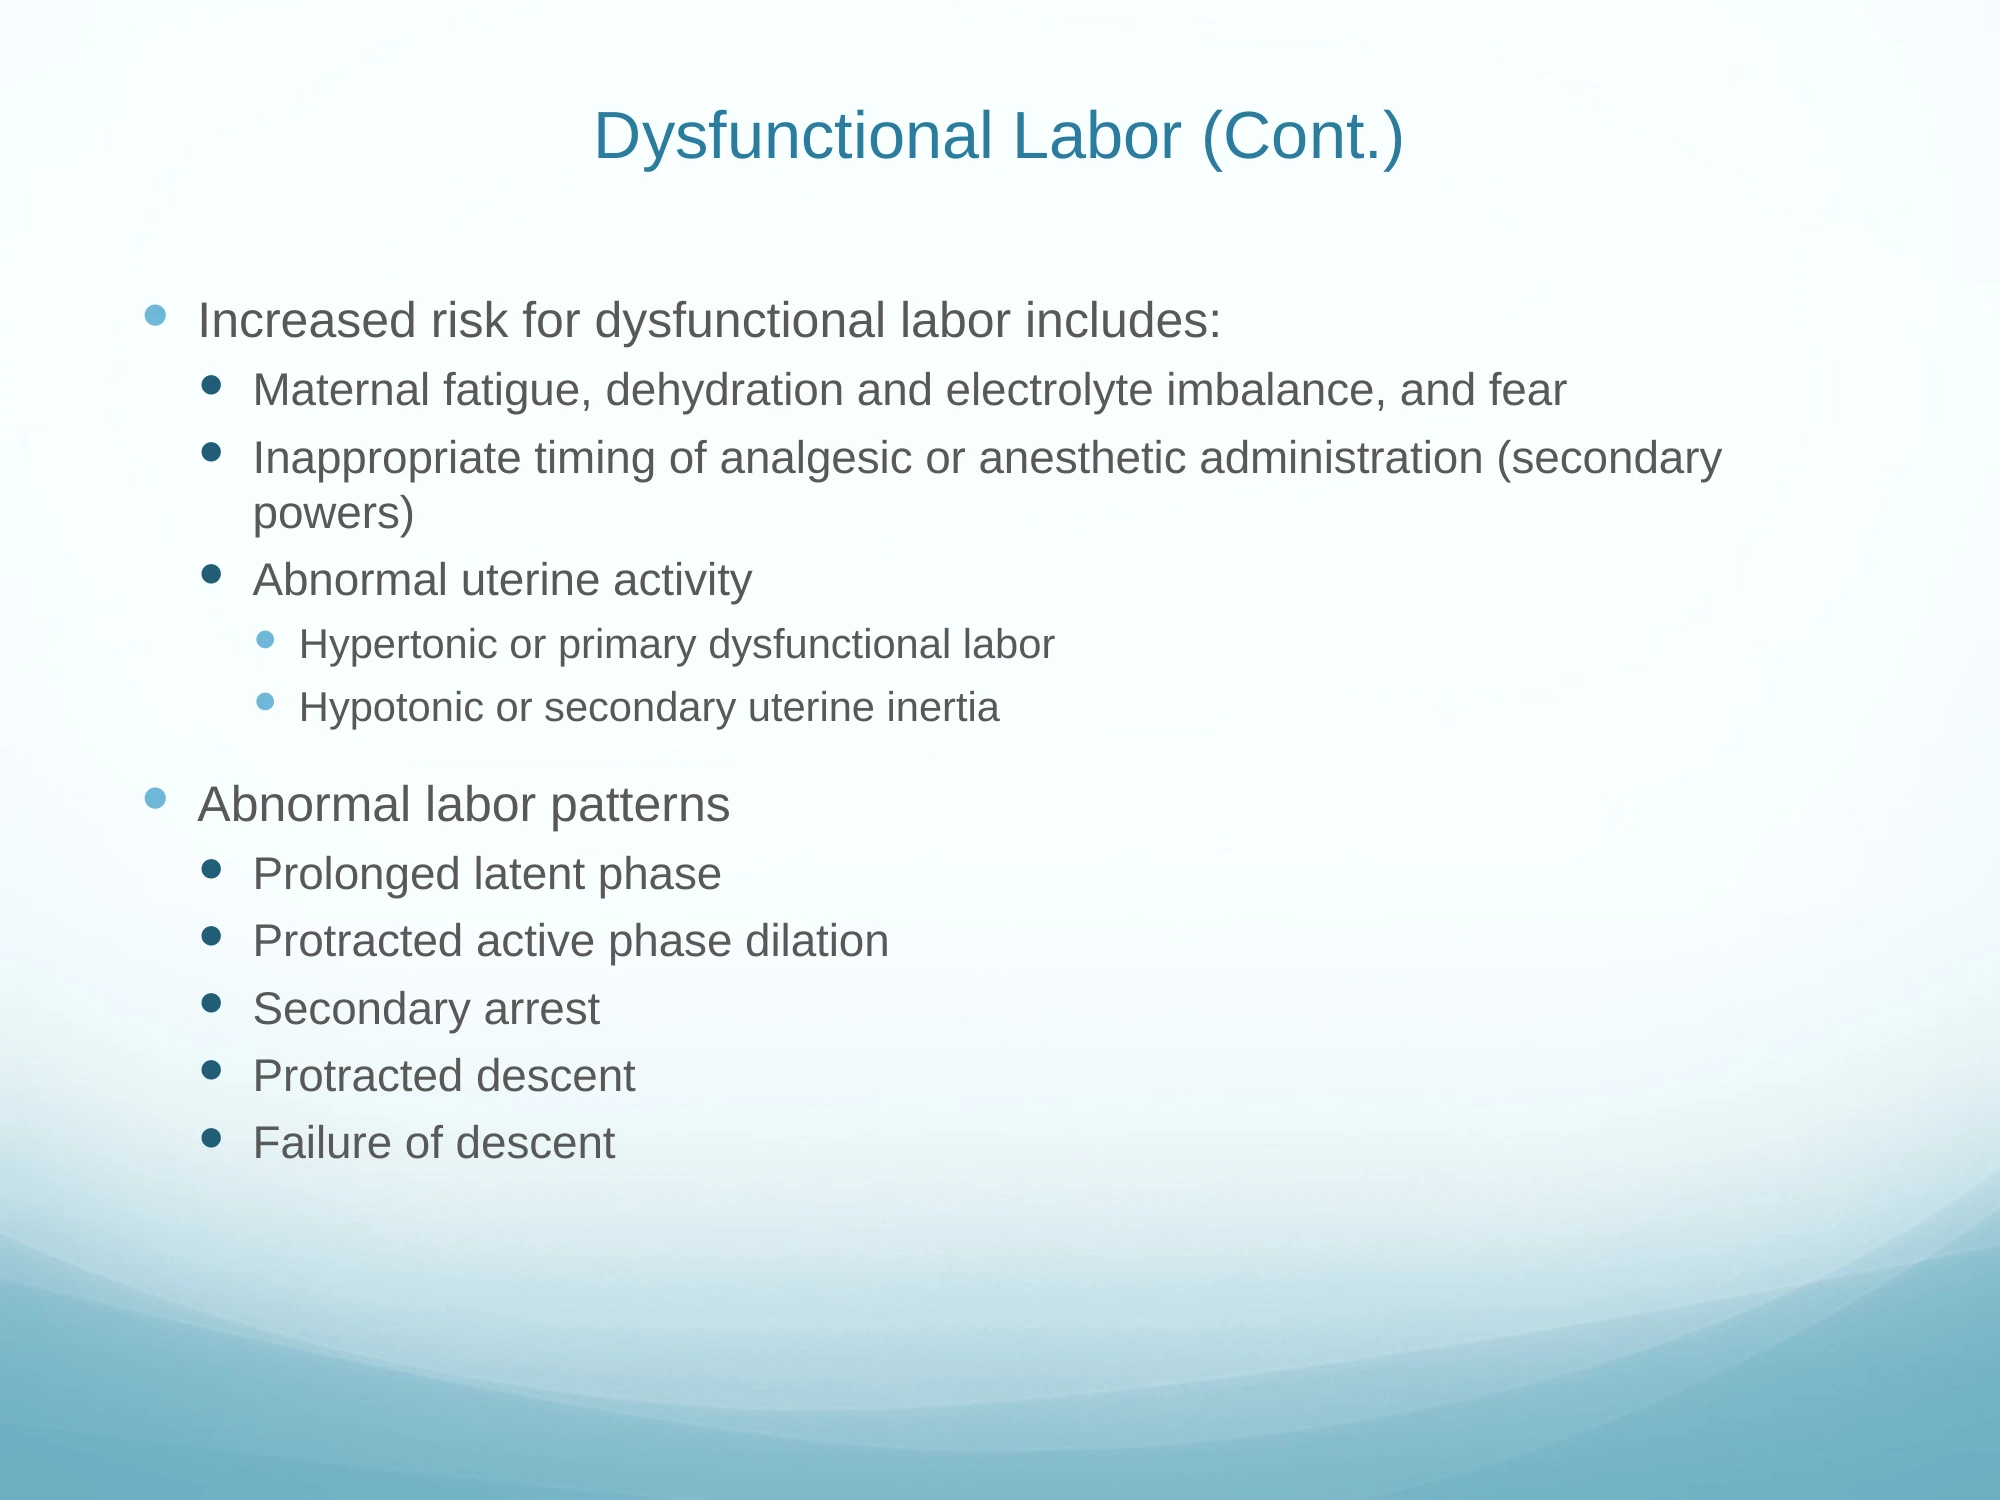 Dysfunctional Labor (Cont.)
Increased risk for dysfunctional labor includes:
Maternal fatigue, dehydration and electrolyte imbalance, and fear
Inappropriate timing of analgesic or anesthetic administration (secondary
powers)
Abnormal uterine activity
Hypertonic or primary dysfunctional labor
Hypotonic or secondary uterine inertia
Abnormal labor patterns
Prolonged latent phase
Protracted active phase dilation
Secondary arrest
Protracted descent
Failure of descent